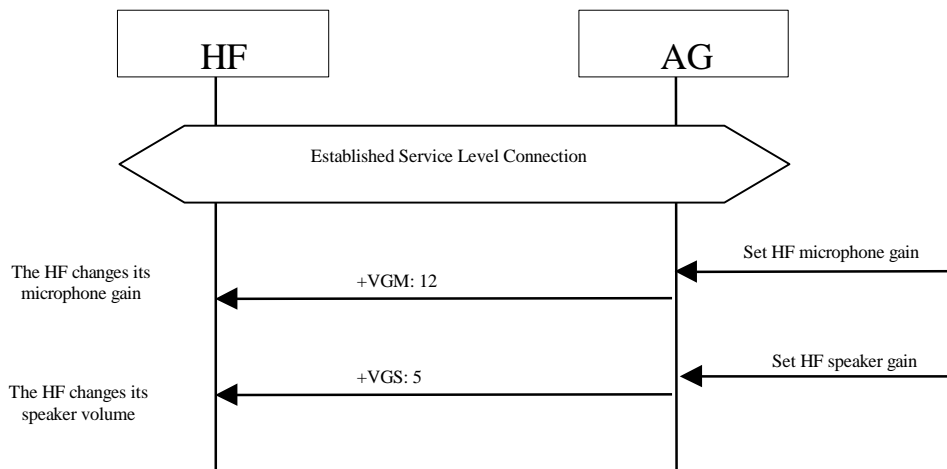 HF
AG
Established Service Level Connection
Set HF microphone gain
The HF changes its
microphone gain
+VGM: 12
Set HF speaker gain
+VGS: 5
The HF changes its
speaker volume